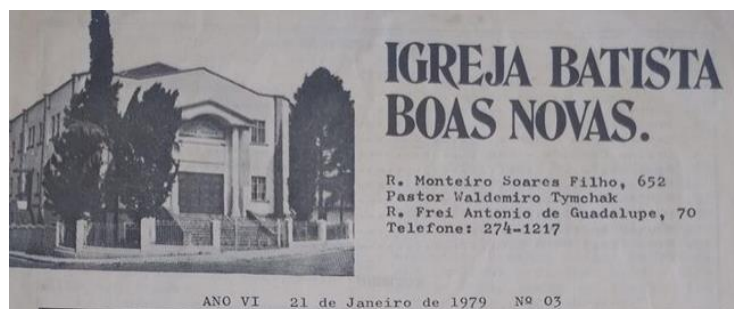 IGREJA BATISTA
BOAS NOVAS.
R. Monteiro Soares Filho, 652
Pastor Waldemiro Tymchak
R. Frei Antonio de Guadalupe, 70
Telefone: 274-1217
ANO VI 21 de Janeiro de 1979 Nº 03